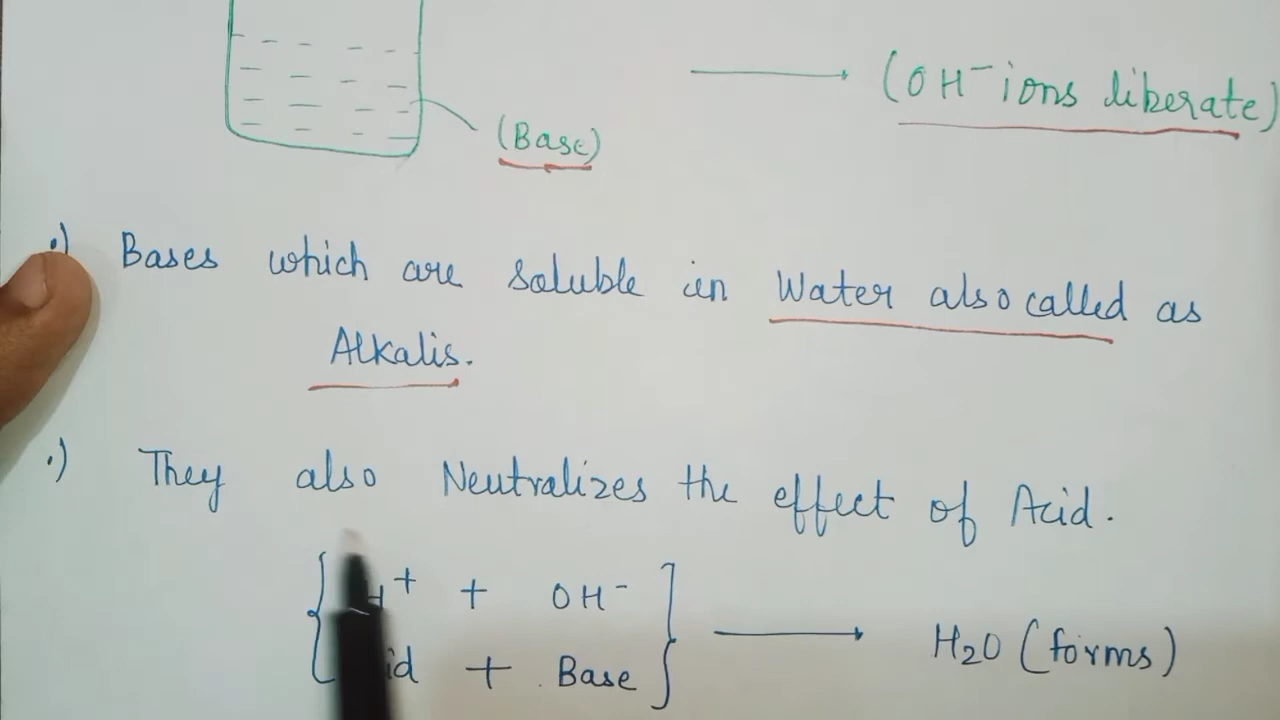 (OH⁻ ions liberate)
(Base)
.) Bases which are soluble in Water also called as
Alkalis.
.) They also Neutralizes the effect of Acid.
H⁺ + OH⁻
+ Base
H₂O (forms)